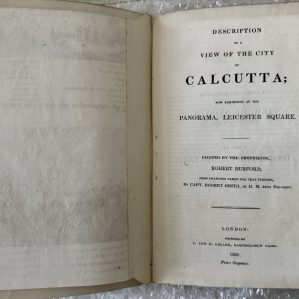 DESCRIPTION
OF A
VIEW OF THE CITY
OF
CALCUTTA;
NOW EXHIBITING AT THE
PANORAMA, LEICESTER SQUARE.
PAINTED BY THE PROPRIETOR,
ROBERT BURFORD,
FROM DRAWINGS TAKEN FOR THAT PURPOSE,
BY CAPT. ROBERT SMITH, OF H. M. 44TH REGIMENT.
LONDON:
PRINTED BY
J. AND C. ADLARD, BARTHOLOMEW CLOSE.
1830.
Price Sixpence.